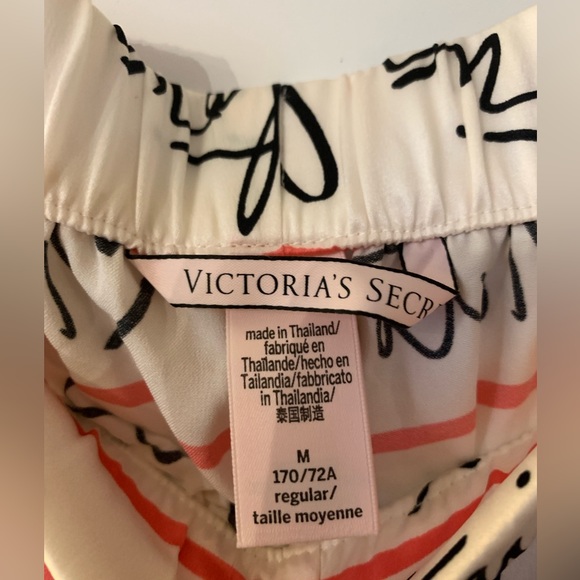 VICTORIA'S SECR
made in Thailand/
fabriqué en
Thaïlande/hecho en
Tailandia/fabbricato
in Thailandia/
泰国制造
M
170/72A
regular/
taille moyenne